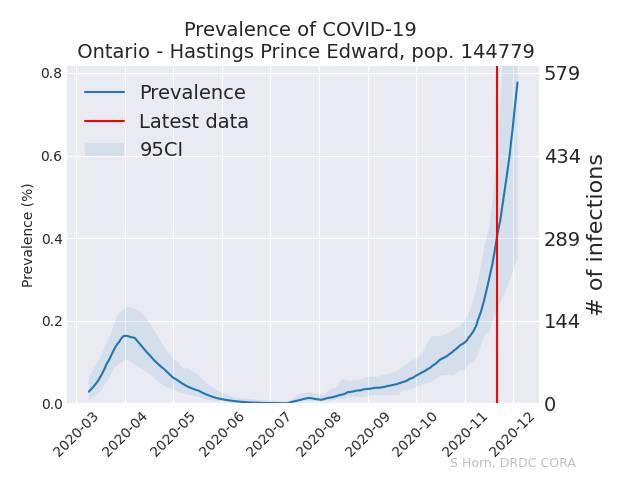 Prevalence of COVID-19
Ontario - Hastings Prince Edward, pop. 144779
Prevalence
Latest data
95CI
Prevalence (%)
0.8
0.6
0.4
0.2
0.0
579
434
289
144
0
# of infections
2020-03
2020-04
2020-05
2020-06
2020-07
2020-08
2020-09
2020-10
2020-11
2020-12
S Horn, DRDC CORA